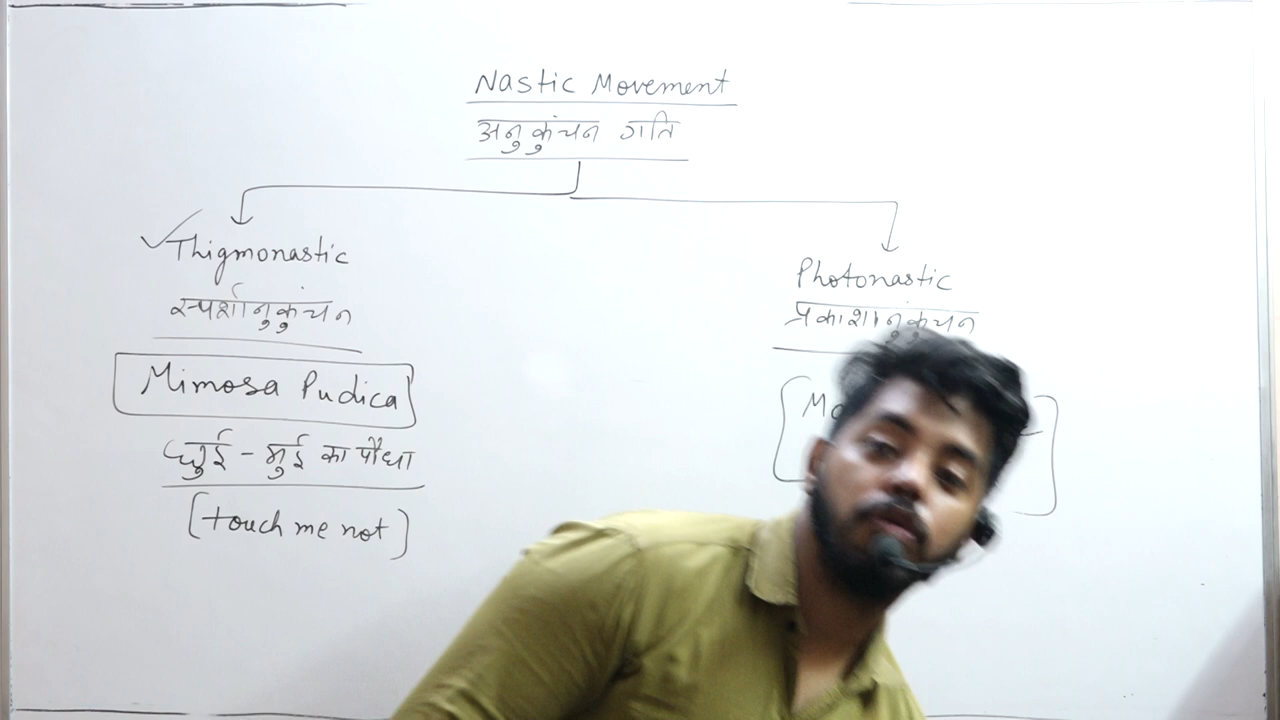 Nastic Movement
अनुकुंचन गति
Thigmonastic
स्पर्शानुकुंचन
Mimosa Pudica
छुई-मुई का पौधा
(touch me not)
Photonastic
प्रकाशानुकुंचन